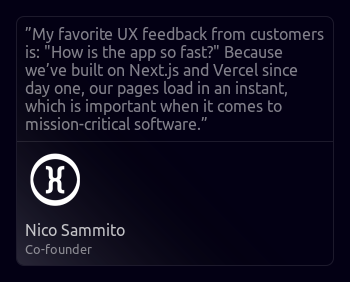 ”My favorite UX feedback from customers
is: "How is the app so fast?" Because
we’ve built on Next.js and Vercel since
day one, our pages load in an instant,
which is important when it comes to
mission-critical software.”
Nico Sammito
Co-founder